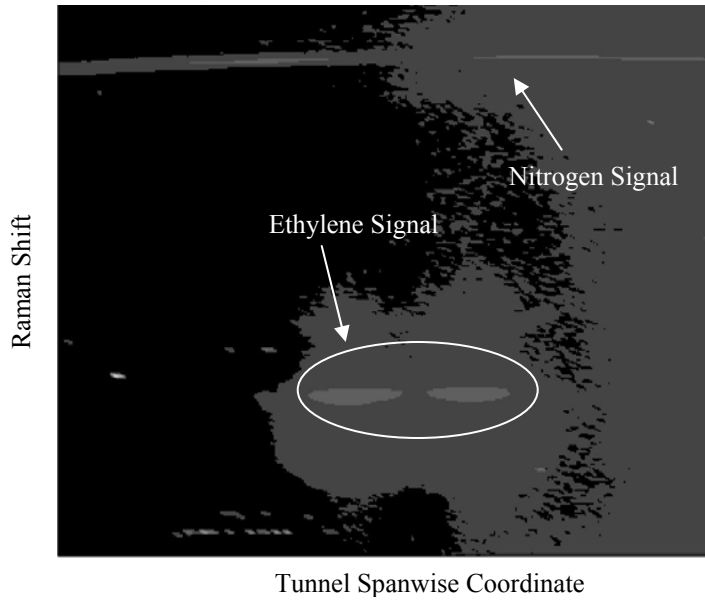 Nitrogen Signal
Ethylene Signal
Raman Shift
Tunnel Spanwise Coordinate